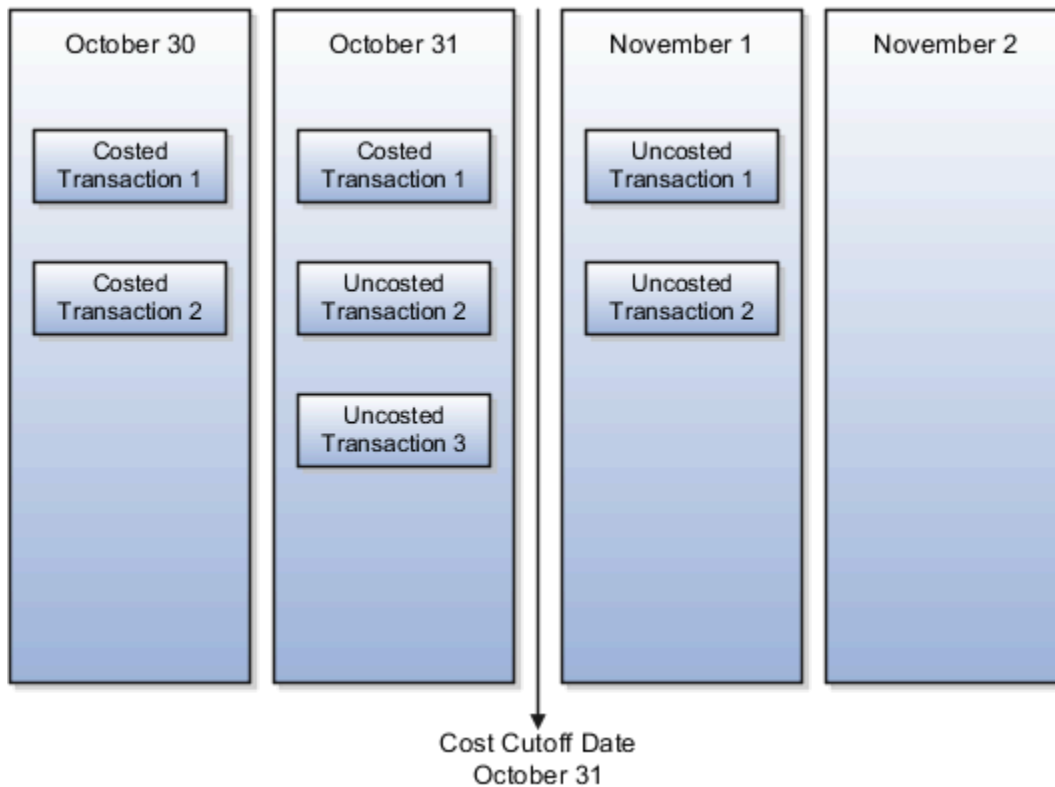 October 30
October 31
November 1
November 2
Costed
Transaction 1
Costed
Transaction 1
Uncosted
Transaction 1
Costed
Transaction 2
Uncosted
Transaction 2
Uncosted
Transaction 2
Uncosted
Transaction 3
Cost Cutoff Date
October 31